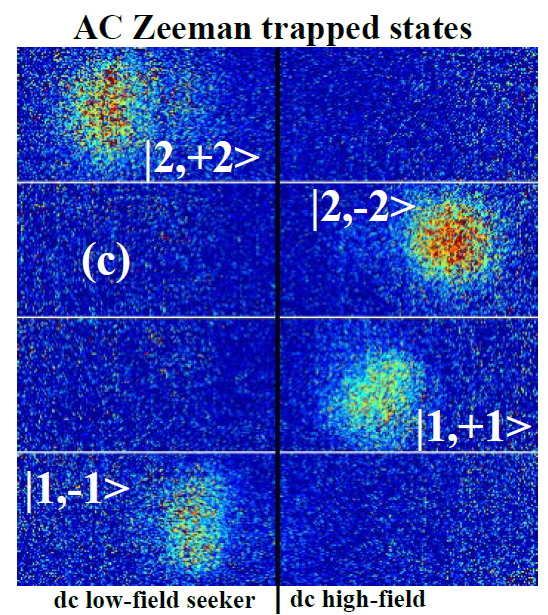 AC Zeeman trapped states
|2,+2>
|2,-2>
(c)
|1,+1>
|1,-1>
dc low-field seeker | dc high-field